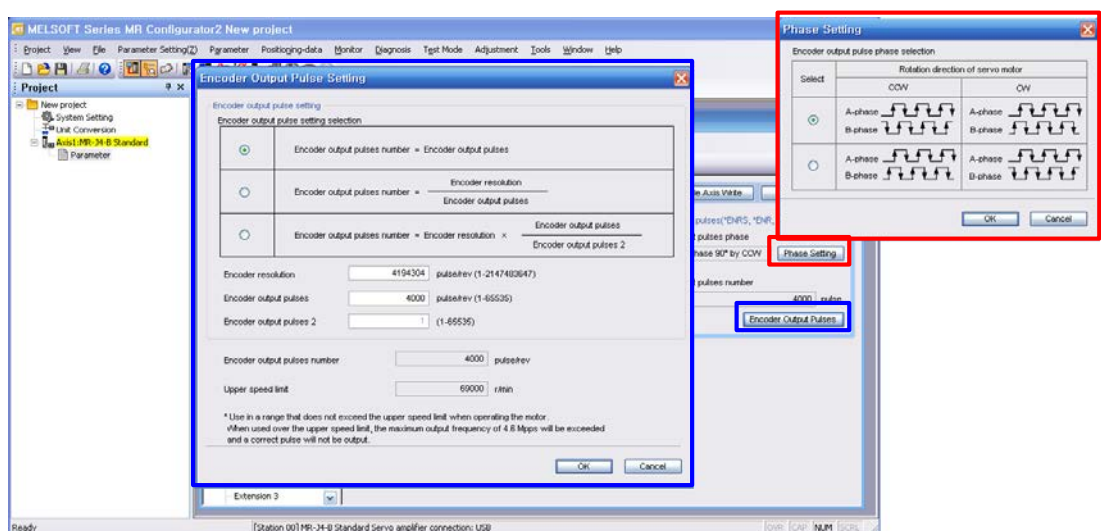 MELSOFT Series MR Configurator2 New project
Project View File Parameter Setting(Z) Parameter Positioning-data Monitor Diagnosis Test Mode Adjustment Tools Window Help
Project
New project
System Setting
Unit Conversion
Axis1:MR-J4-B Standard
Parameter
Encoder Output Pulse Setting
Encoder output pulse setting
Encoder output pulse setting selection
Encoder output pulses number = Encoder output pulses
Encoder output pulses number = Encoder resolution
Encoder output pulses
Encoder output pulses number = Encoder resolution × Encoder output pulses
Encoder output pulses 2
Encoder resolution 4194304 pulse/rev (1-2147483647)
Encoder output pulses 4000 pulse/rev (1-65535)
Encoder output pulses 2 1 (1-65535)
Encoder output pulses number 4000 pulse/rev
Upper speed limit 69000 r/min
* Use in a range that does not exceed the upper speed limit when operating the motor.
When used over the upper speed limit, the maximum output frequency of 4.6 Mpps will be exceeded
and a correct pulse will not be output.
OK Cancel
Axis Write
pulses(*ENRS, *ENR,
pulses phase
hase 90° by CCW Phase Setting
pulses number
4000 pulse
Encoder Output Pulses
Extension 3
Phase Setting
Encoder output pulse phase selection
Select Rotation direction of servo motor
CCW CW
A-phase A-phase
B-phase B-phase
A-phase A-phase
B-phase B-phase
OK Cancel
Ready [Station 00] MR-J4-B Standard Servo amplifier connection: USB OVR CAP NUM SCRL